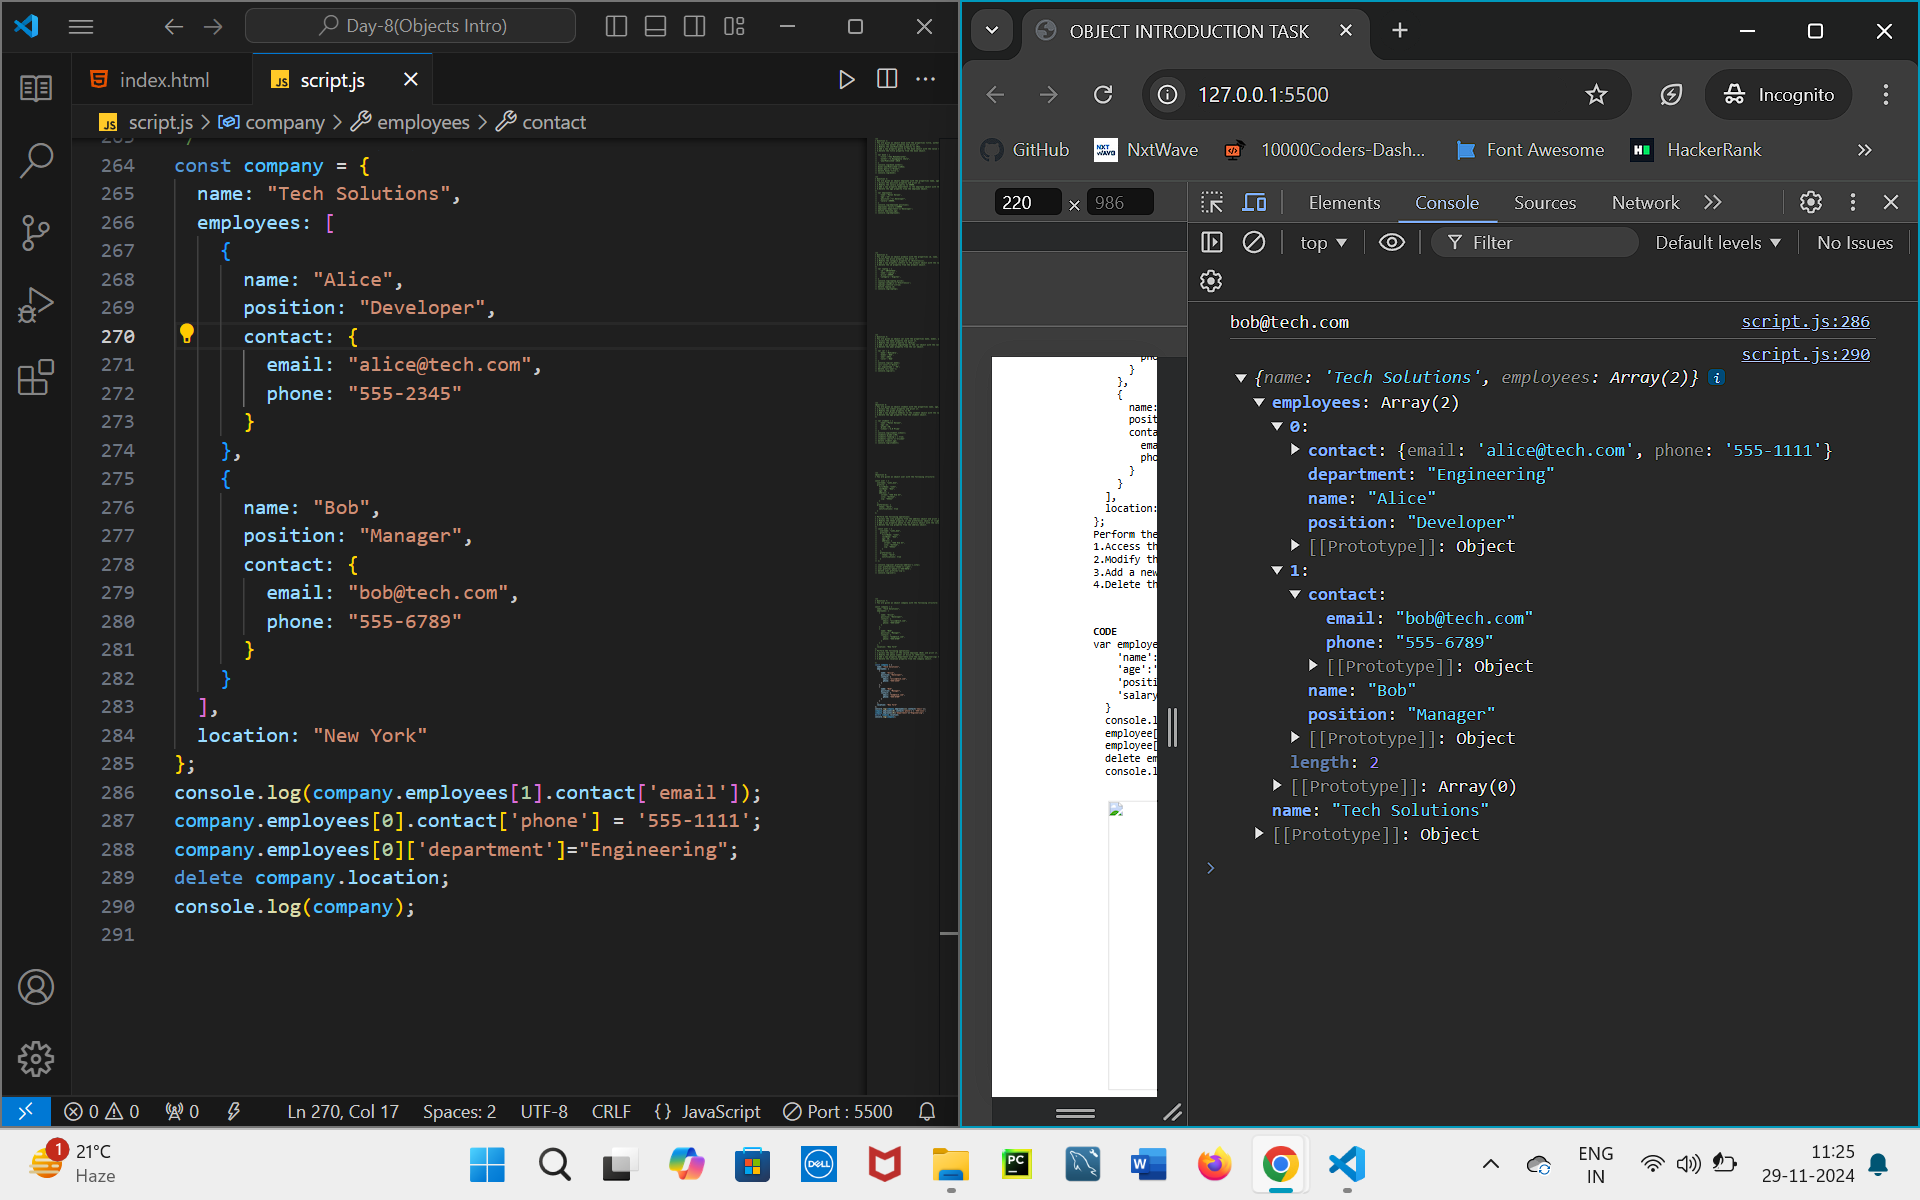 Day-8(Objects Intro)
index.html
script.js
script.js > company > employees > contact
264 const company = {
265 name: "Tech Solutions",
266 employees: [
267 {
268 name: "Alice",
269 position: "Developer",
270 contact: {
271 email: "alice@tech.com",
272 phone: "555-2345"
273 }
274 },
275 {
276 name: "Bob",
277 position: "Manager",
278 contact: {
279 email: "bob@tech.com",
280 phone: "555-6789"
281 }
282 }
283 ],
284 location: "New York"
285 };
286 console.log(company.employees[1].contact['email']);
287 company.employees[0].contact['phone'] = '555-1111';
288 company.employees[0]['department']="Engineering";
289 delete company.location;
290 console.log(company);
291
0 0 0 Ln 270, Col 17 Spaces: 2 UTF-8 CRLF {} JavaScript Port : 5500
OBJECT INTRODUCTION TASK
127.0.0.1:5500
Incognito
GitHub NxtWave 10000Coders-Dash... Font Awesome HackerRank
220 × 986
Elements Console Sources Network
top Filter Default levels No Issues
bob@tech.com script.js:286
script.js:290
{name: 'Tech Solutions', employees: Array(2)}
employees: Array(2)
0:
contact: {email: 'alice@tech.com', phone: '555-1111'}
department: "Engineering"
name: "Alice"
position: "Developer"
[[Prototype]]: Object
1:
contact:
email: "bob@tech.com"
phone: "555-6789"
[[Prototype]]: Object
name: "Bob"
position: "Manager"
[[Prototype]]: Object
length: 2
[[Prototype]]: Array(0)
name: "Tech Solutions"
[[Prototype]]: Object
}
},
{
name:
posit
conta
ema
pho
}
}
],
location:
};
Perform the
1.Access th
2.Modify th
3.Add a new
4.Delete th
CODE
var employe
'name':
'age':'
'positi
'salary
}
console.l
employee[
employee[
delete em
console.l
1 21°C
Haze
PC
DELL
W
ENG
IN
11:25
29-11-2024